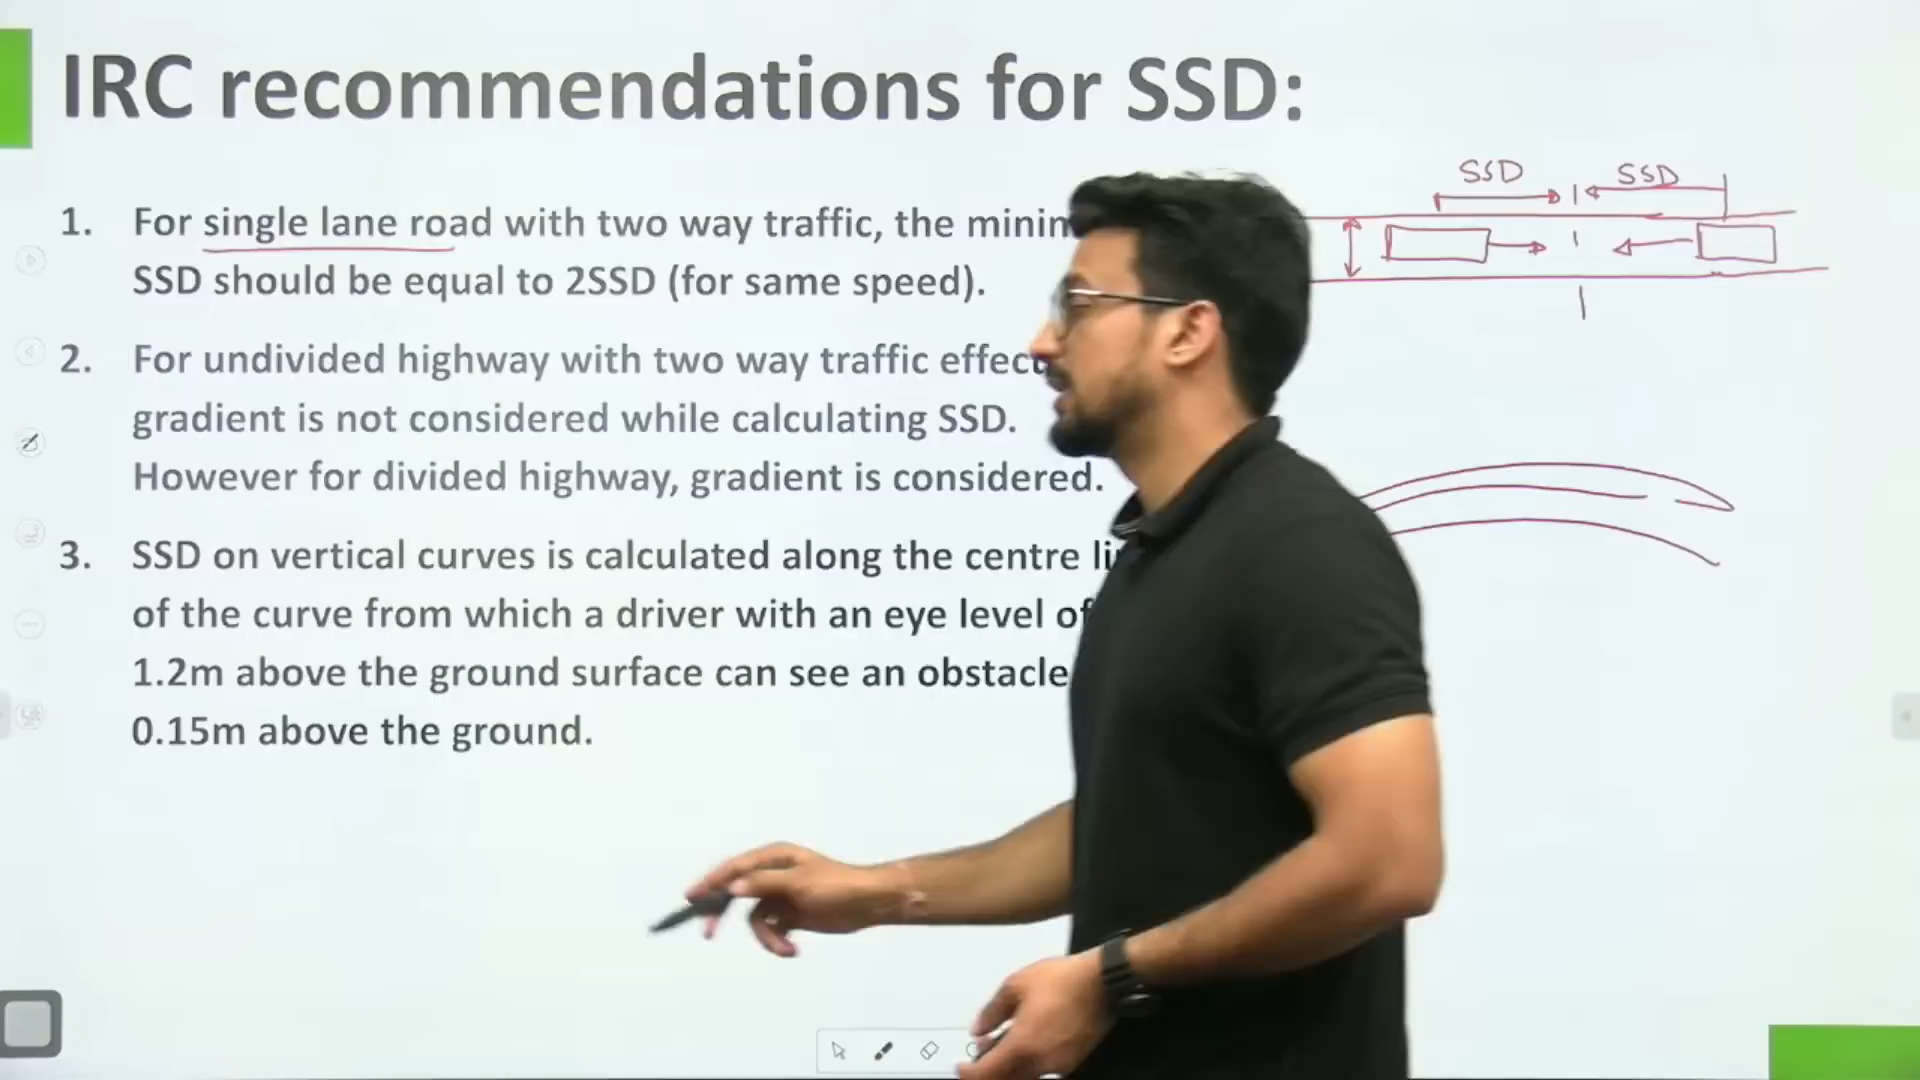 IRC recommendations for SSD:
1. For single lane road with two way traffic, the
SSD should be equal to 2SSD (for same speed).
2. For undivided highway with two way traffic
gradient is not considered while calculating SSD.
However for divided highway, gradient is considered.
3. SSD on vertical curves is calculated along the centre
of the curve from which a driver with an eye level of
1.2m above the ground surface can see an obstacle
0.15m above the ground.
SSD SSD